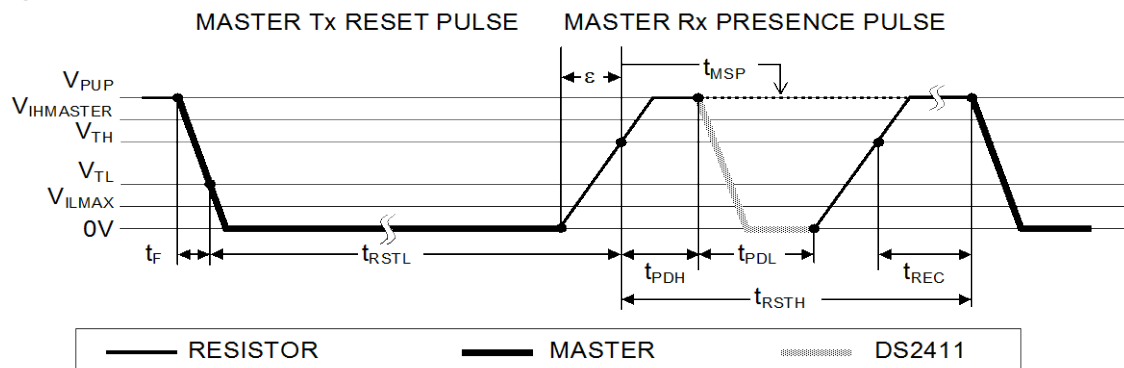 MASTER Tx RESET PULSE MASTER Rx PRESENCE PULSE
ε tMSP
VPUP
VIHMASTER
VTH
VTL
VILMAX
0V
tF tRSTL tPDH tPDL tREC
tRSTH
RESISTOR MASTER DS2411